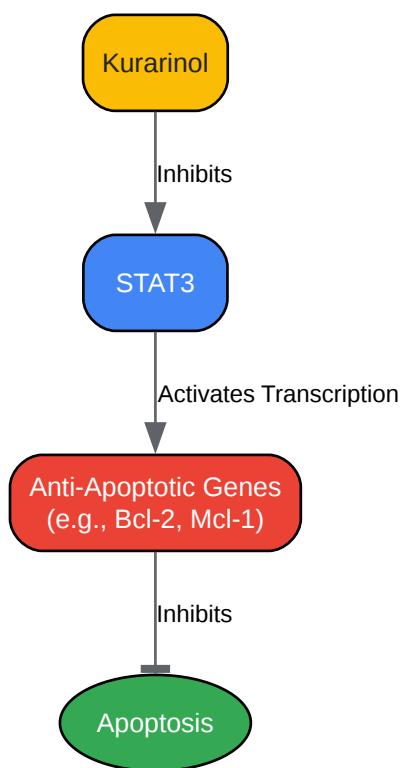 Kurarinol
Inhibits
STAT3
Activates Transcription
Anti-Apoptotic Genes
(e.g., Bcl-2, Mcl-1)
Inhibits
Apoptosis